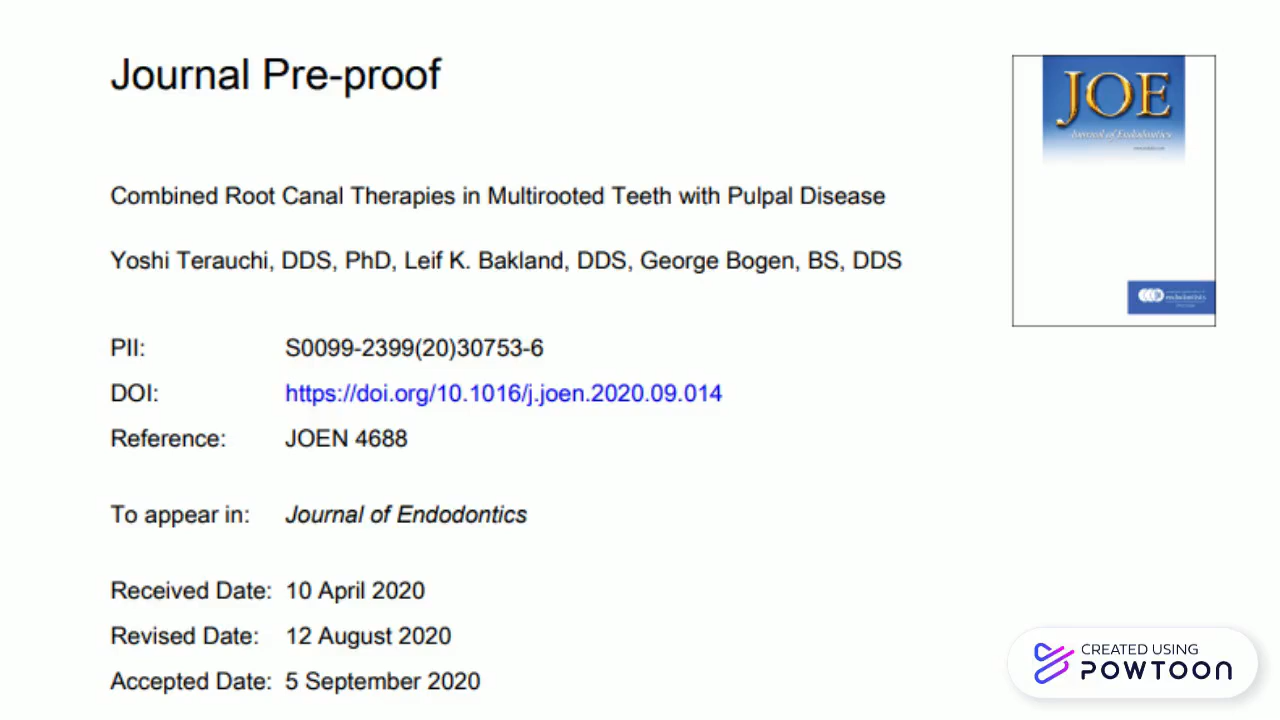 Journal Pre-proof
JOE
Journal of Endodontics
Combined Root Canal Therapies in Multirooted Teeth with Pulpal Disease
Yoshi Terauchi, DDS, PhD, Leif K. Bakland, DDS, George Bogen, BS, DDS
PII: S0099-2399(20)30753-6
DOI: https://doi.org/10.1016/j.joen.2020.09.014
Reference: JOEN 4688
To appear in: Journal of Endodontics
Received Date: 10 April 2020
Revised Date: 12 August 2020
Accepted Date: 5 September 2020
CREATED USING
POWTOON